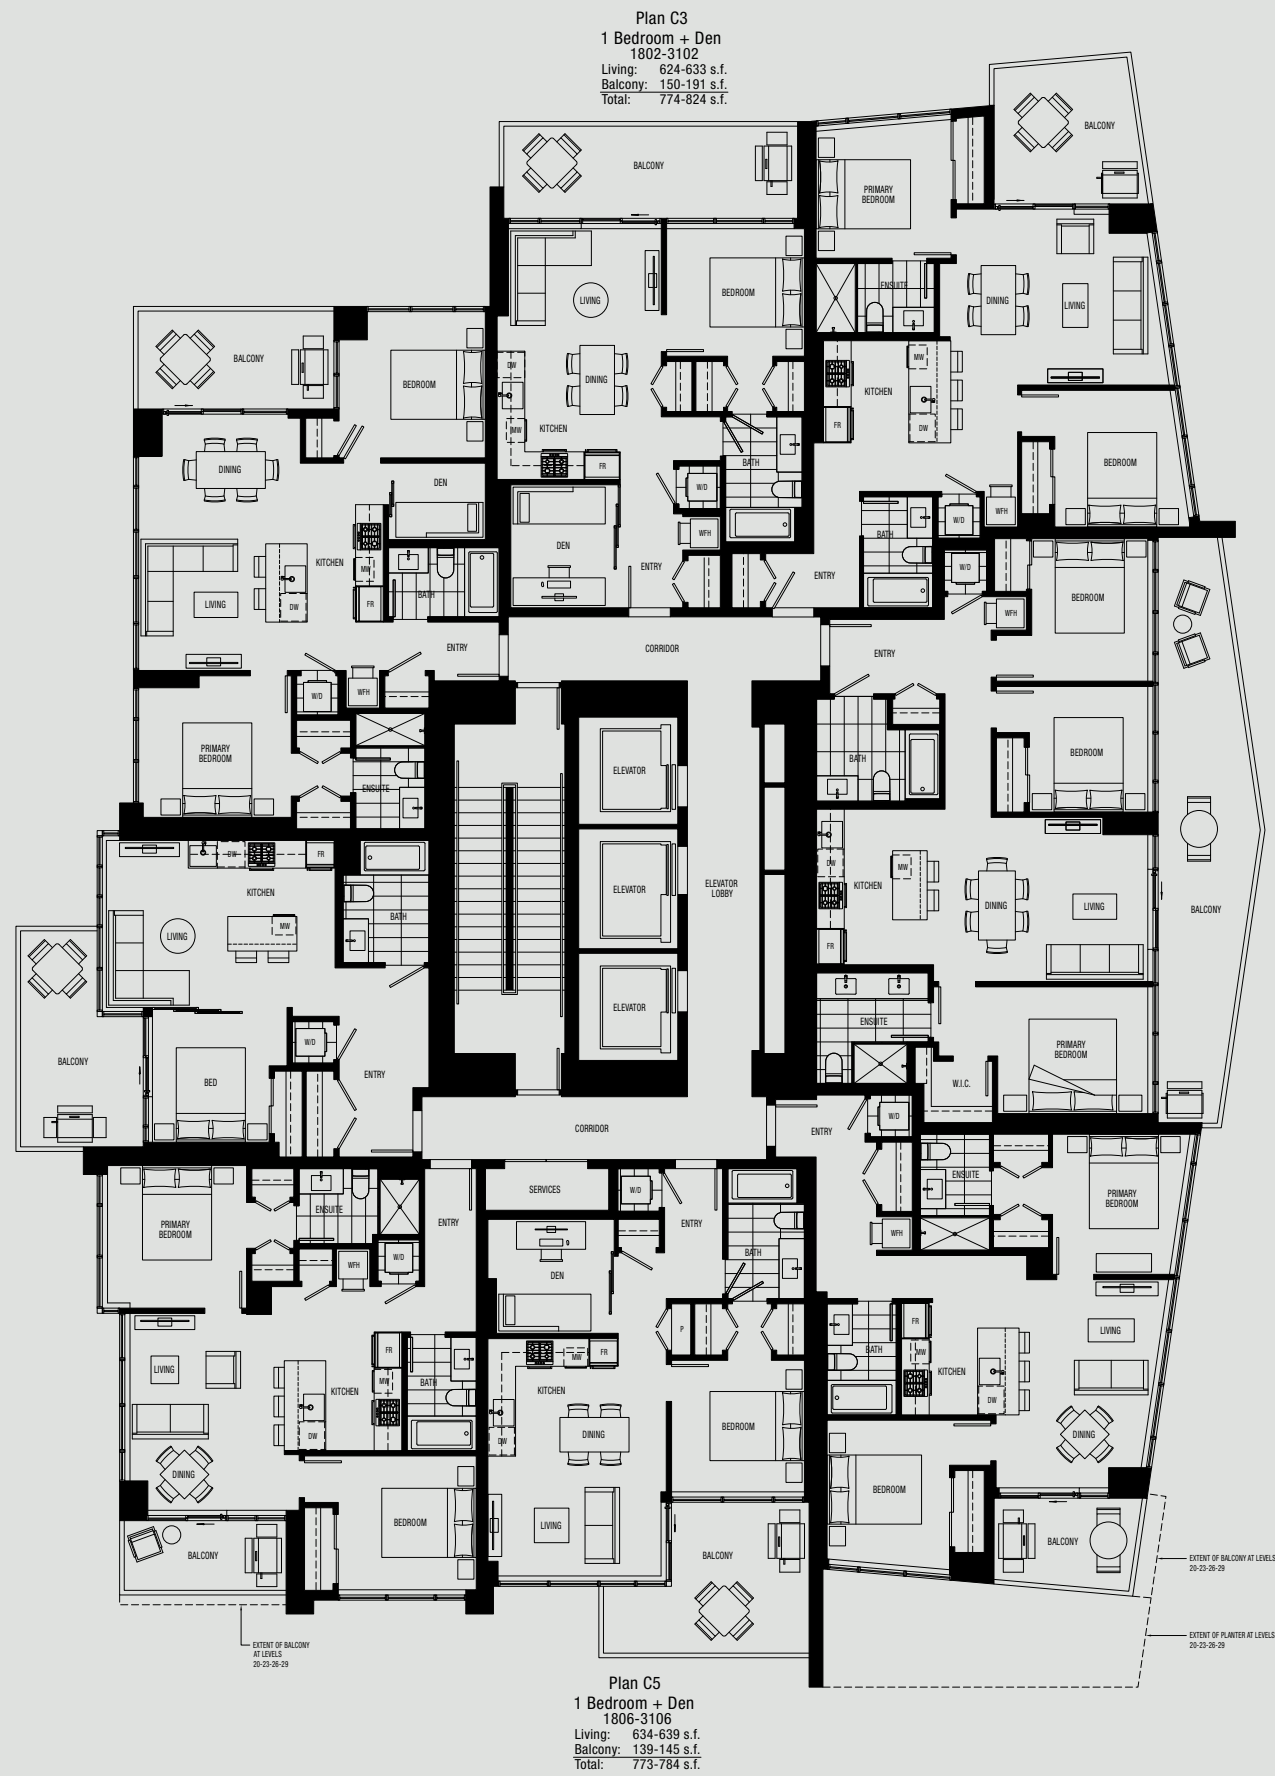 Plan C3
1 Bedroom + Den
1802-3102
Living: 624-633 s.f.
Balcony: 150-191 s.f.
Total: 774-824 s.f.
BALCONY
BALCONY
PRIMARY
BEDROOM
ENSUITE
DINING
LIVING
MW
KITCHEN
FR
DW
BEDROOM
W/D
WFH
BATH
ENTRY
LIVING
BEDROOM
DW
DINING
MW
KITCHEN
FR
BATH
W/D
WFH
DEN
ENTRY
BALCONY
BEDROOM
DINING
DEN
KITCHEN
MW
FR
DW
LIVING
BATH
ENTRY
W/D
WFH
PRIMARY
BEDROOM
ENSUITE
CORRIDOR
ENTRY
W/D
WFH
BEDROOM
BEDROOM
BATH
DW
KITCHEN
MW
FR
DINING
LIVING
BALCONY
ENSUITE
W.I.C.
PRIMARY
BEDROOM
ELEVATOR
ELEVATOR
ELEVATOR
ELEVATOR
LOBBY
DW
FR
KITCHEN
MW
LIVING
BATH
BALCONY
BED
W/D
ENTRY
CORRIDOR
ENTRY
W/D
ENSUITE
PRIMARY
BEDROOM
WFH
LIVING
FR
MW
KITCHEN
DW
BATH
DINING
BEDROOM
BALCONY
EXTENT OF BALCONY AT LEVELS
20-23-26-29
EXTENT OF PLANTER AT LEVELS
20-23-26-29
SERVICES
W/D
ENTRY
BATH
DEN
P
MW
FR
KITCHEN
DW
DINING
BEDROOM
LIVING
BALCONY
PRIMARY
BEDROOM
ENSUITE
ENTRY
WFH
W/D
LIVING
FR
MW
KITCHEN
DW
BATH
DINING
BEDROOM
BALCONY
EXTENT OF BALCONY
AT LEVELS
20-23-26-29
Plan C5
1 Bedroom + Den
1806-3106
Living: 634-639 s.f.
Balcony: 139-145 s.f.
Total: 773-784 s.f.